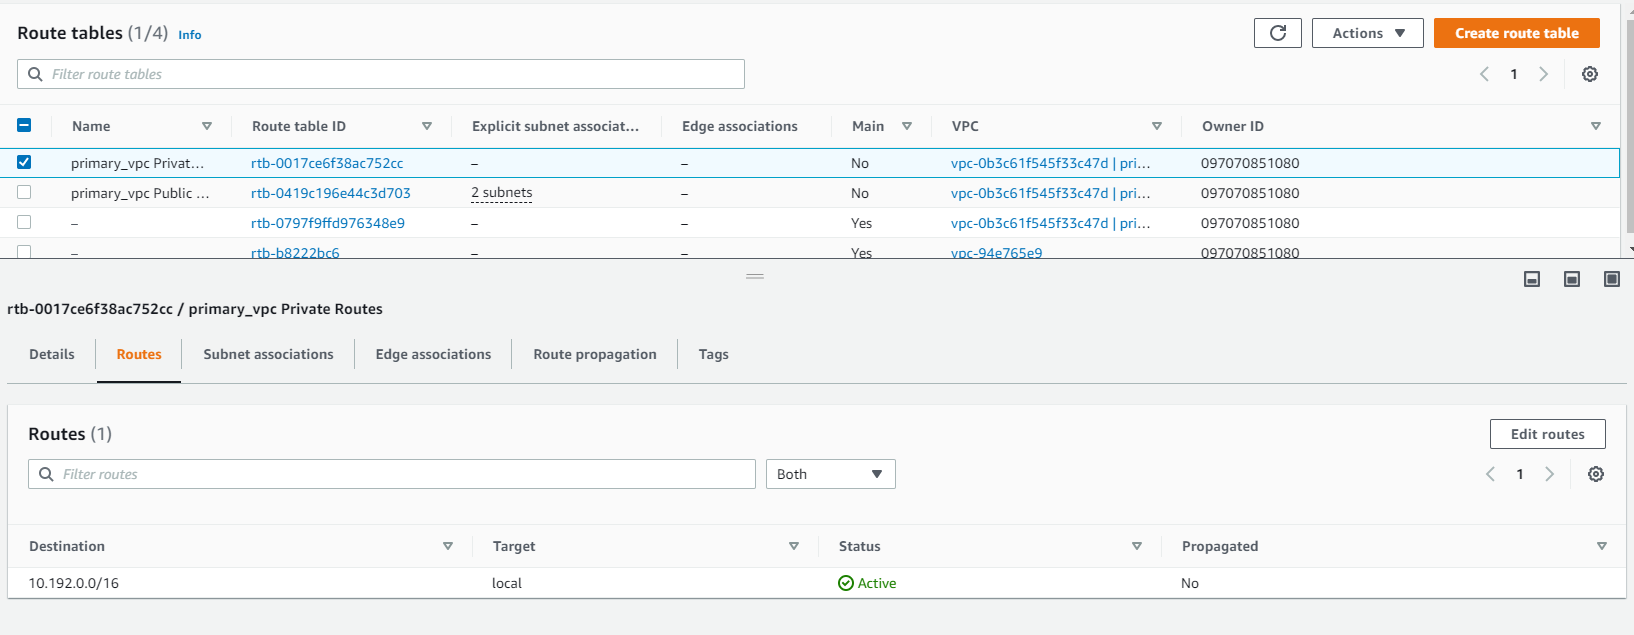 Route tables (1/4) Info
Actions
Create route table
Filter route tables
1
Name Route table ID Explicit subnet associat... Edge associations Main VPC Owner ID
primary_vpc Privat... rtb-0017ce6f38ac752cc – – No vpc-0b3c61f545f33c47d | pri... 097070851080
primary_vpc Public ... rtb-0419c196e44c3d703 2 subnets – No vpc-0b3c61f545f33c47d | pri... 097070851080
– rtb-0797f9ffd976348e9 – – Yes vpc-0b3c61f545f33c47d | pri... 097070851080
– rtb-b8222bc6 – – Yes vpc-94e765e9 097070851080
rtb-0017ce6f38ac752cc / primary_vpc Private Routes
Details Routes Subnet associations Edge associations Route propagation Tags
Routes (1)
Edit routes
Filter routes
Both
1
Destination Target Status Propagated
10.192.0.0/16 local Active No